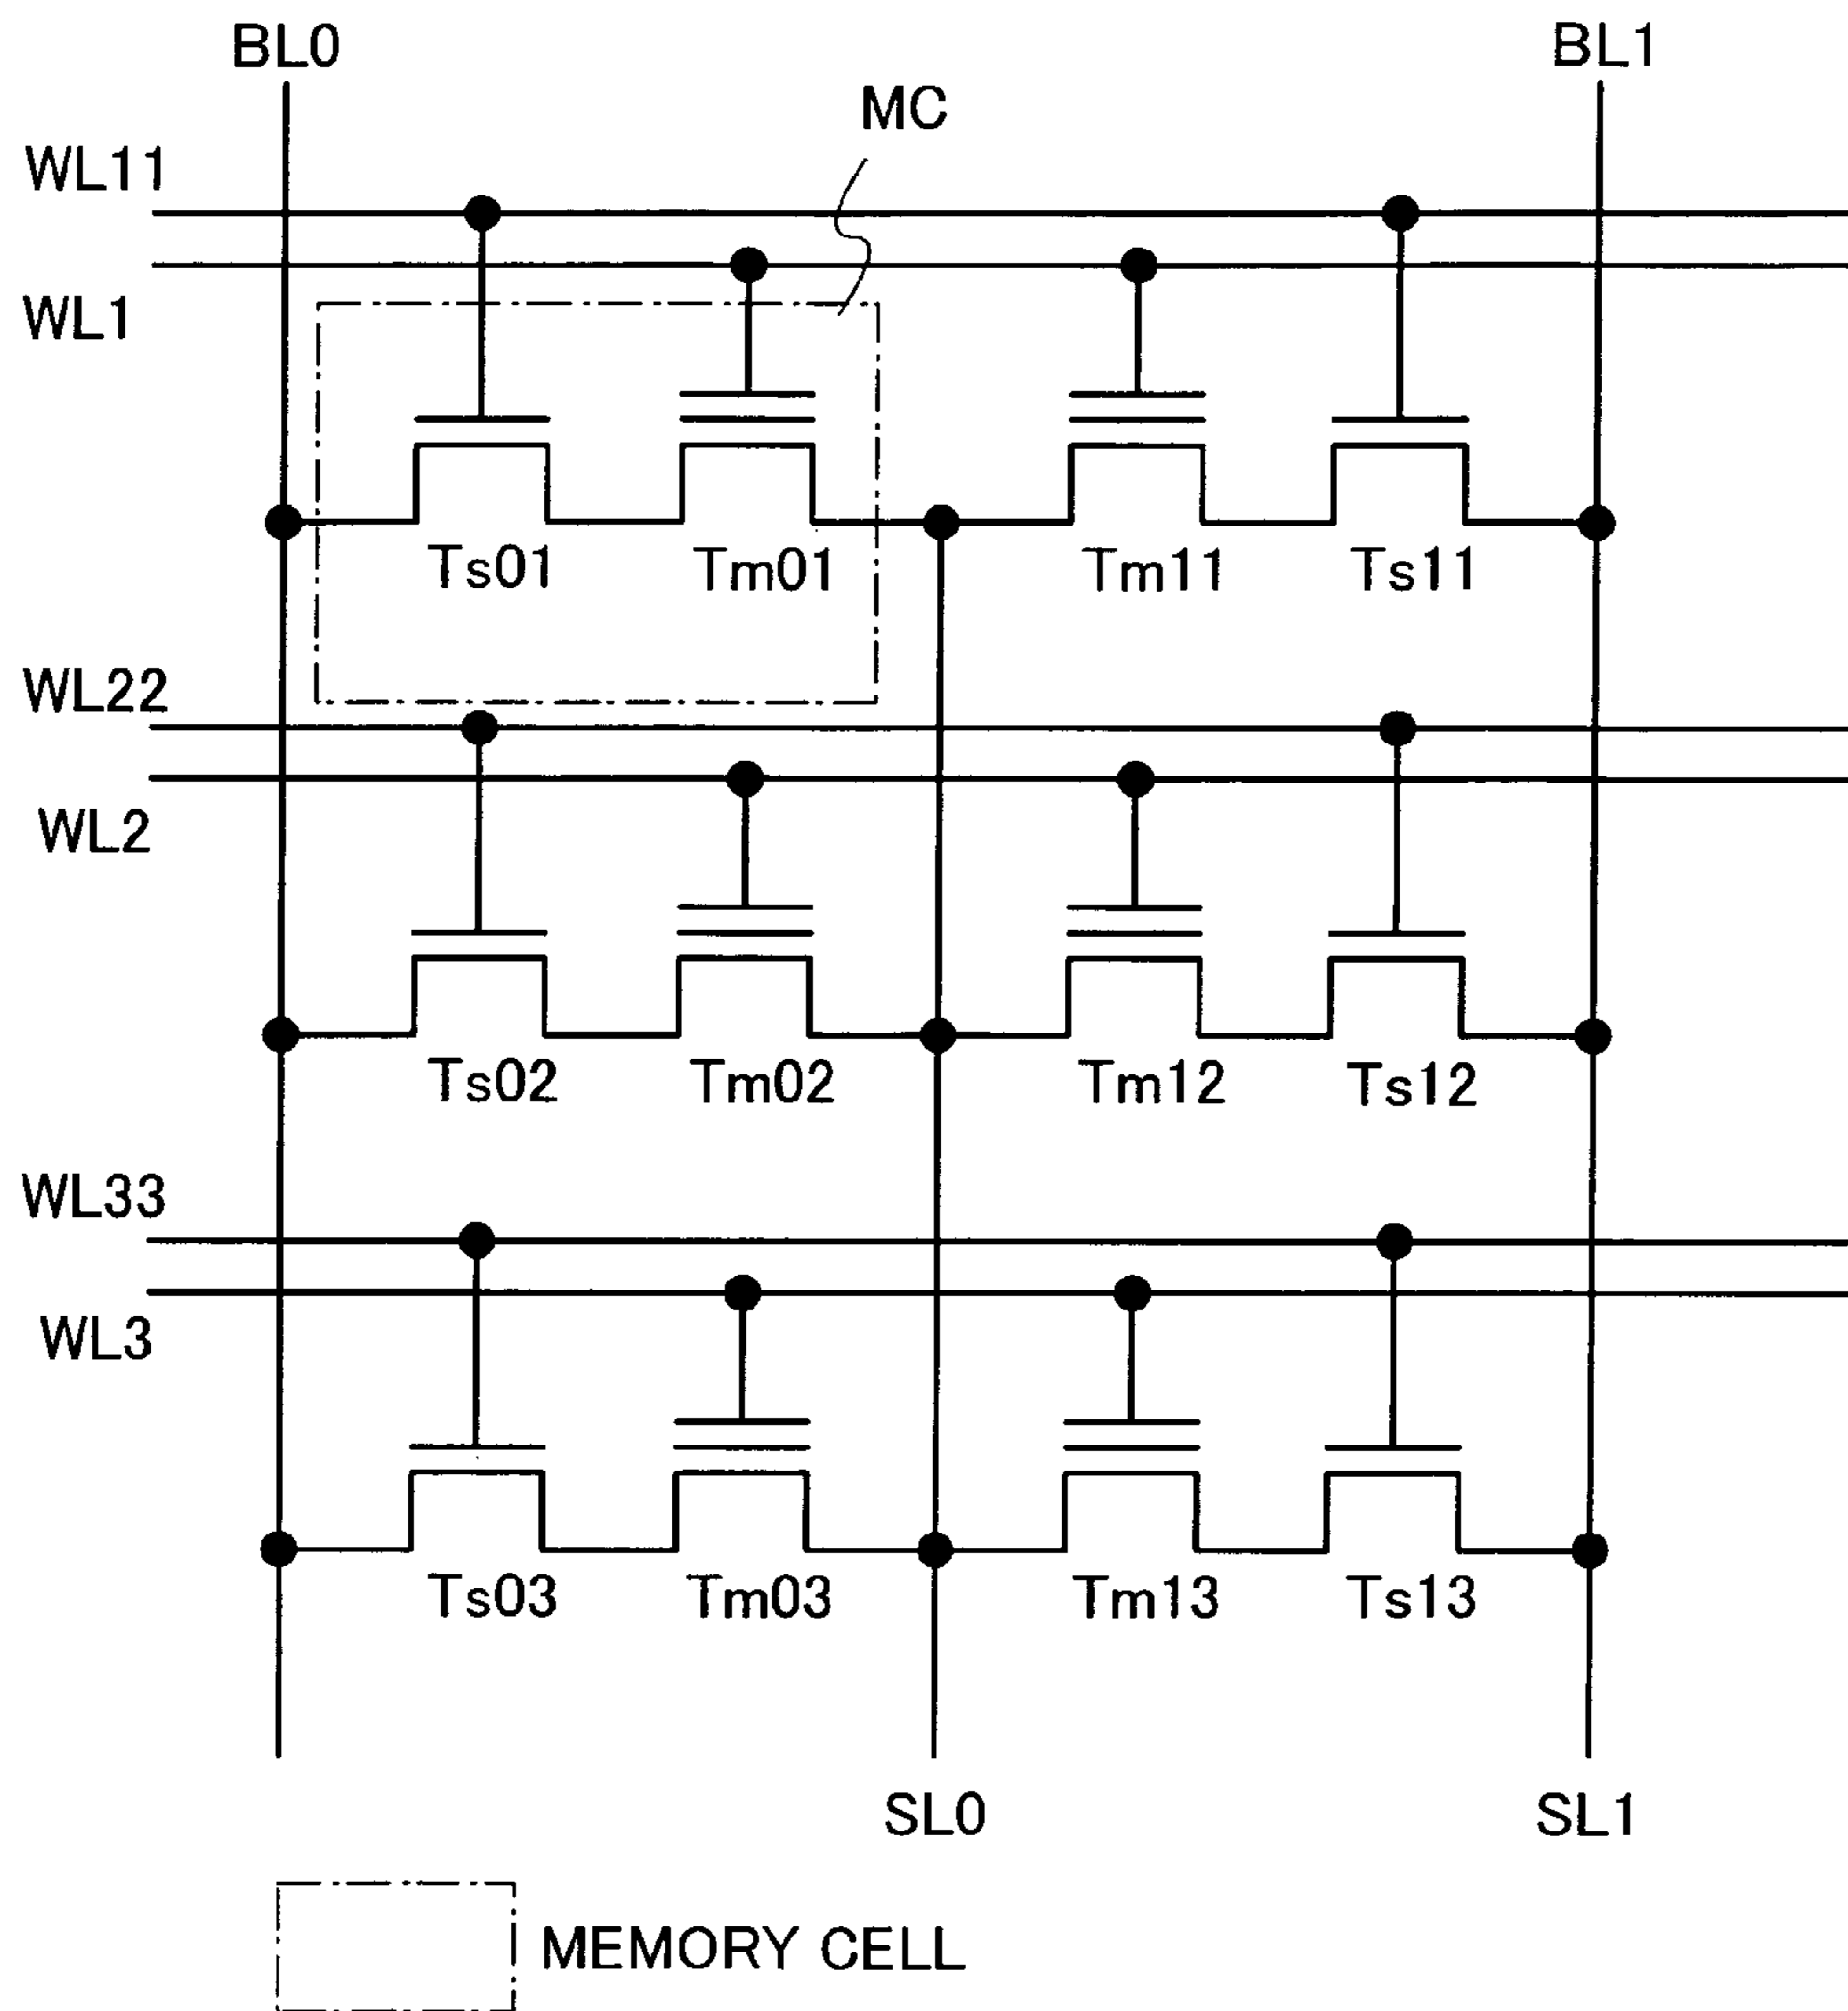 BL0 BL1
MC
WL11
WL1
Ts01 Tm01 Tm11 Ts11
WL22
WL2
Ts02 Tm02 Tm12 Ts12
WL33
WL3
Ts03 Tm03 Tm13 Ts13
SL0 SL1
MEMORY CELL